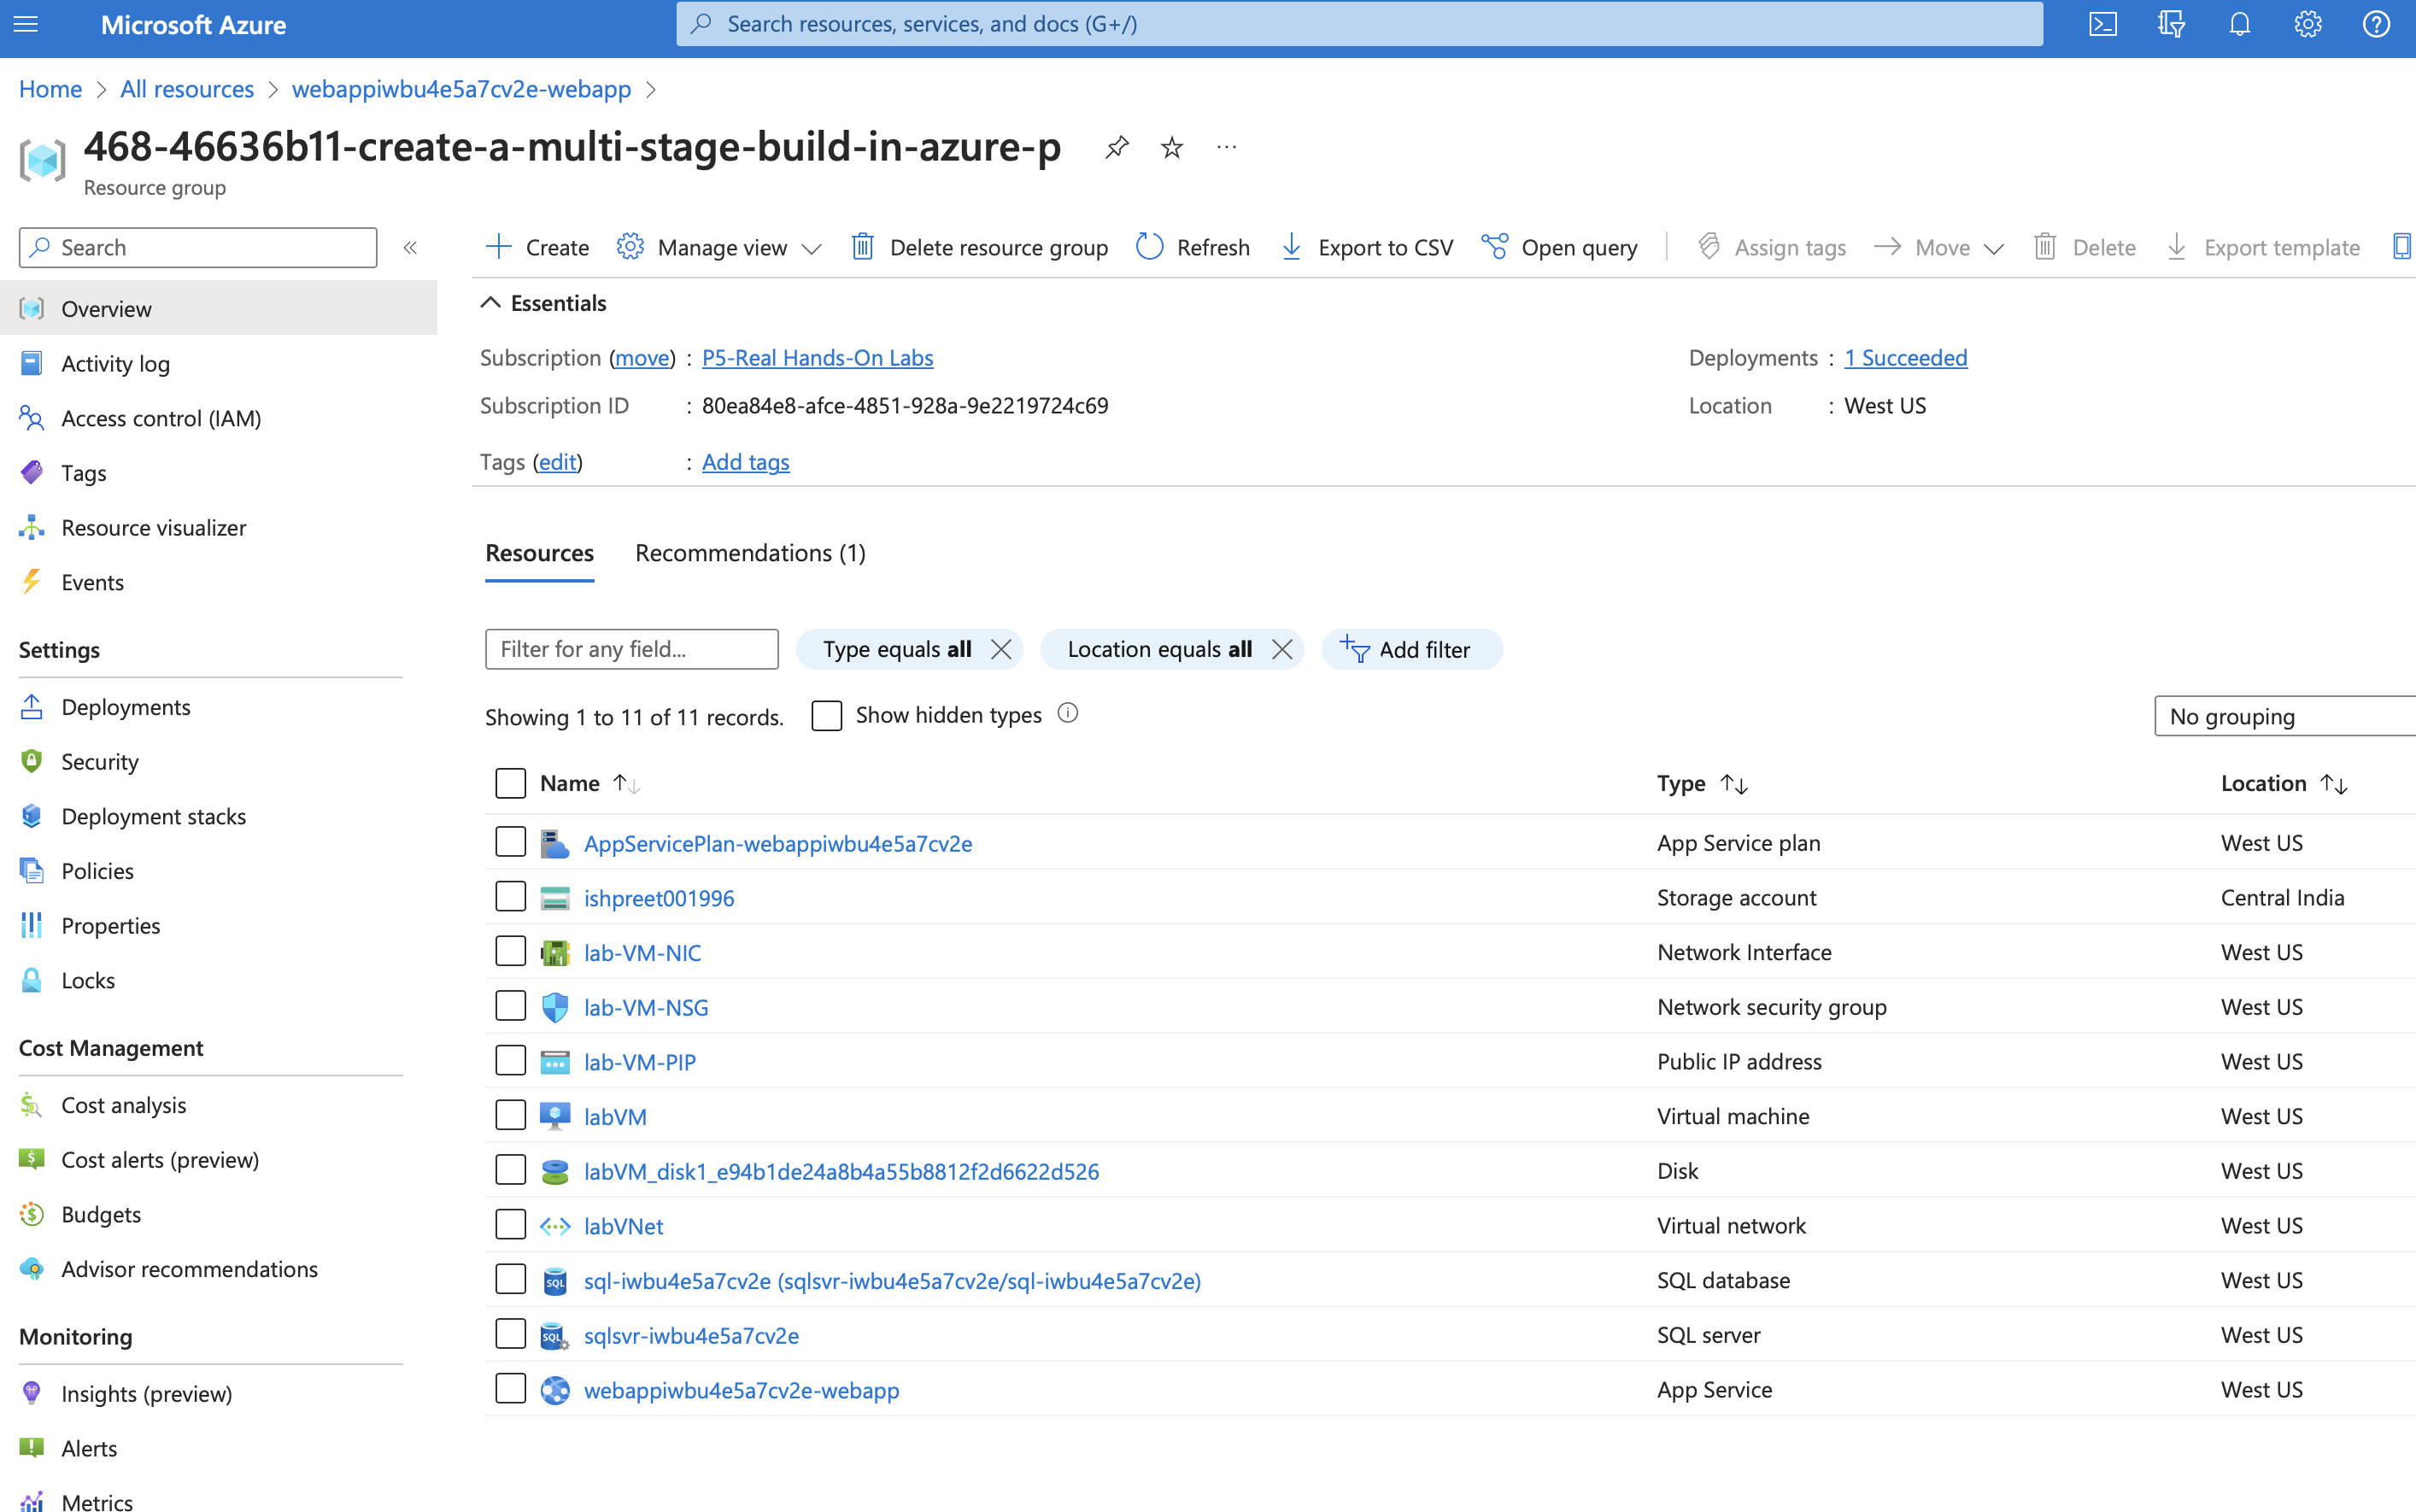 Microsoft Azure
Search resources, services, and docs (G+/)
Home > All resources > webappiwbu4e5a7cv2e-webapp >
468-46636b11-create-a-multi-stage-build-in-azure-p
Resource group
Search
Overview
Activity log
Access control (IAM)
Tags
Resource visualizer
Events
Settings
Deployments
Security
Deployment stacks
Policies
Properties
Locks
Cost Management
Cost analysis
Cost alerts (preview)
Budgets
Advisor recommendations
Monitoring
Insights (preview)
Alerts
Metrics
Create Manage view Delete resource group Refresh Export to CSV Open query Assign tags Move Delete Export template
Essentials
Subscription (move) : P5-Real Hands-On Labs
Subscription ID : 80ea84e8-afce-4851-928a-9e2219724c69
Tags (edit) : Add tags
Deployments : 1 Succeeded
Location : West US
Resources Recommendations (1)
Filter for any field... Type equals all Location equals all Add filter
Showing 1 to 11 of 11 records. Show hidden types No grouping
Name Type Location
AppServicePlan-webappiwbu4e5a7cv2e App Service plan West US
ishpreet001996 Storage account Central India
lab-VM-NIC Network Interface West US
lab-VM-NSG Network security group West US
lab-VM-PIP Public IP address West US
labVM Virtual machine West US
labVM_disk1_e94b1de24a8b4a55b8812f2d6622d526 Disk West US
labVNet Virtual network West US
sql-iwbu4e5a7cv2e (sqlsvr-iwbu4e5a7cv2e/sql-iwbu4e5a7cv2e) SQL database West US
sqlsvr-iwbu4e5a7cv2e SQL server West US
webappiwbu4e5a7cv2e-webapp App Service West US